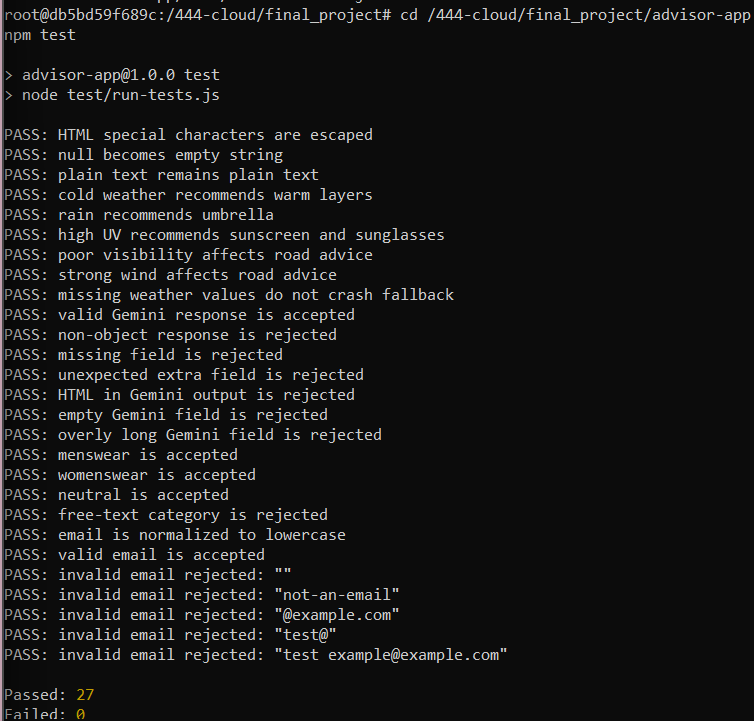 root@db5bd59f689c:/444-cloud/final_project# cd /444-cloud/final_project/advisor-app
npm test
> advisor-app@1.0.0 test
> node test/run-tests.js
PASS: HTML special characters are escaped
PASS: null becomes empty string
PASS: plain text remains plain text
PASS: cold weather recommends warm layers
PASS: rain recommends umbrella
PASS: high UV recommends sunscreen and sunglasses
PASS: poor visibility affects road advice
PASS: strong wind affects road advice
PASS: missing weather values do not crash fallback
PASS: valid Gemini response is accepted
PASS: non-object response is rejected
PASS: missing field is rejected
PASS: unexpected extra field is rejected
PASS: HTML in Gemini output is rejected
PASS: empty Gemini field is rejected
PASS: overly long Gemini field is rejected
PASS: menswear is accepted
PASS: womenswear is accepted
PASS: neutral is accepted
PASS: free-text category is rejected
PASS: email is normalized to lowercase
PASS: valid email is accepted
PASS: invalid email rejected: ""
PASS: invalid email rejected: "not-an-email"
PASS: invalid email rejected: "@example.com"
PASS: invalid email rejected: "test@"
PASS: invalid email rejected: "test example@example.com"
Passed: 27
Failed: 0